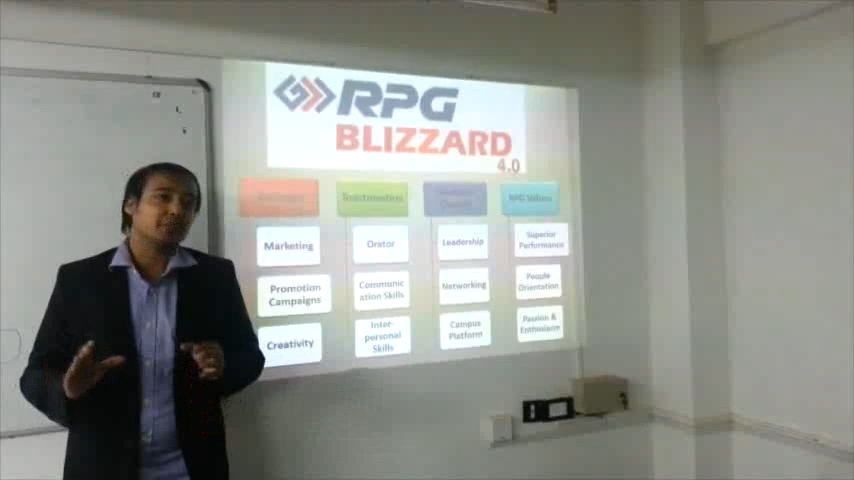 RPG
BLIZZARD
4.0
Toastmasters
RPG Values
Marketing
Promotion
Campaigns
Creativity
Orator
Communic
ation Skills
Inter
personal
Skills
Leadership
Networking
Campus
Platform
Superior
Performance
People
Orientation
Passion &
Enthusiasm